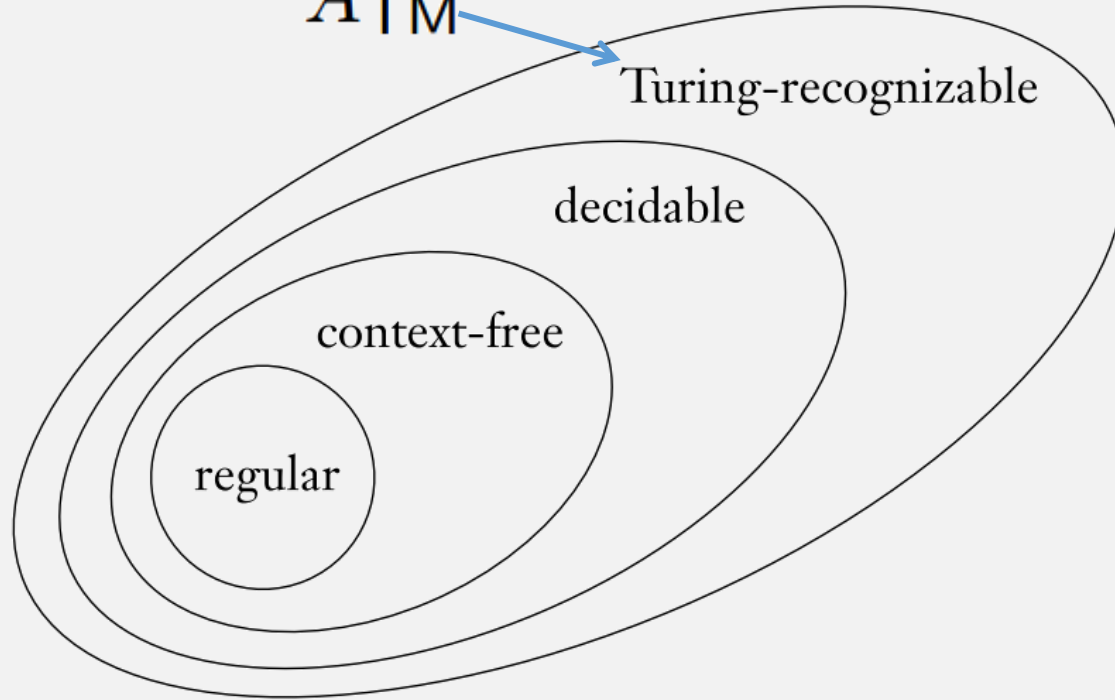 ATM
Turing-recognizable
decidable
context-free
regular